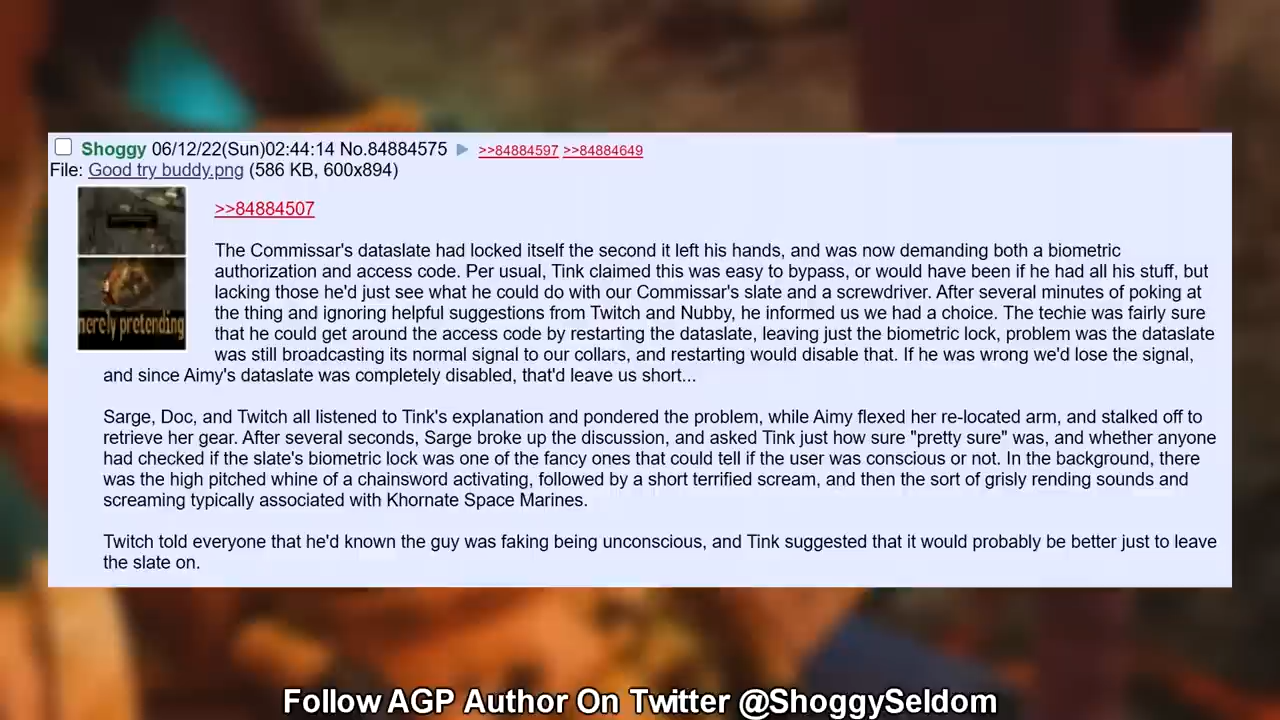 Shoggy 06/12/22(Sun)02:44:14 No.84884575 ▶ >>84884597 >>84884649
File: Good try buddy.png (586 KB, 600x894)
>>84884507
The Commissar's dataslate had locked itself the second it left his hands, and was now demanding both a biometric
authorization and access code. Per usual, Tink claimed this was easy to bypass, or would have been if he had all his stuff, but
lacking those he'd just see what he could do with our Commissar's slate and a screwdriver. After several minutes of poking at
the thing and ignoring helpful suggestions from Twitch and Nubby, he informed us we had a choice. The techie was fairly sure
that he could get around the access code by restarting the dataslate, leaving just the biometric lock, problem was the dataslate
was still broadcasting its normal signal to our collars, and restarting would disable that. If he was wrong we'd lose the signal,
and since Aimy's dataslate was completely disabled, that'd leave us short...
Sarge, Doc, and Twitch all listened to Tink's explanation and pondered the problem, while Aimy flexed her re-located arm, and stalked off to
retrieve her gear. After several seconds, Sarge broke up the discussion, and asked Tink just how sure "pretty sure" was, and whether anyone
had checked if the slate's biometric lock was one of the fancy ones that could tell if the user was conscious or not. In the background, there
was the high pitched whine of a chainsword activating, followed by a short terrified scream, and then the sort of grisly rending sounds and
screaming typically associated with Khornate Space Marines.
Twitch told everyone that he'd known the guy was faking being unconscious, and Tink suggested that it would probably be better just to leave
the slate on.
merely pretending
Follow AGP Author On Twitter @ShoggySeldom